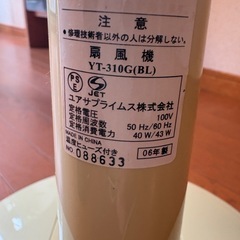 注意
●修理技術者以外の人は分解しない。
扇風機
YT-310G(BL)
PSE
JET
ユアサプライムス株式会社
定格電圧 100V
定格周波数 50 Hz/60 Hz
定格消費電力 40 W/43 W
MADE IN CHINA
温度ヒューズ付き
NO 088633
06年製